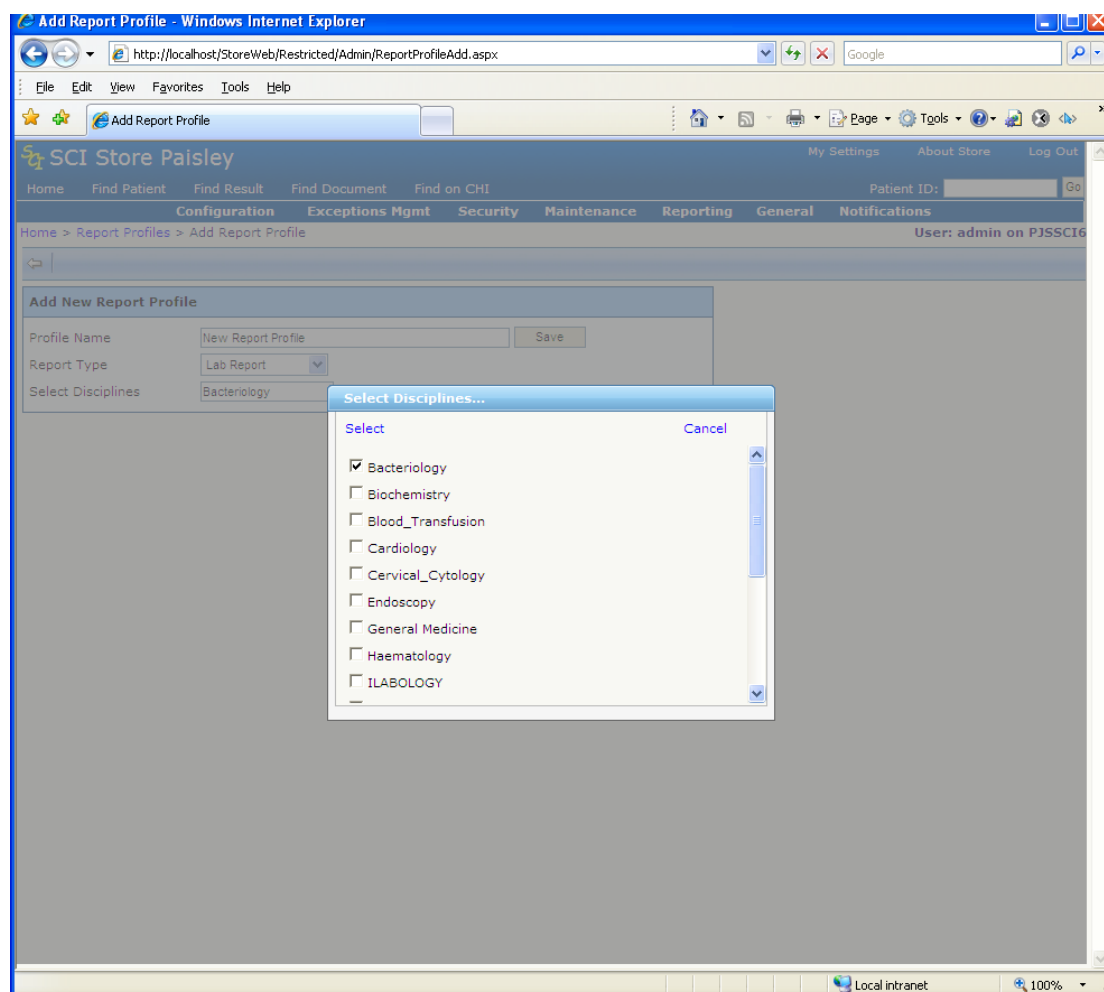 Add Report Profile - Windows Internet Explorer
http://localhost/StoreWeb/Restricted/Admin/ReportProfileAdd.aspx
Google
File Edit View Favorites Tools Help
Add Report Profile
Page Tools
SCI Store Paisley
My Settings About Store Log Out
Home Find Patient Find Result Find Document Find on CHI
Patient ID: Go
Configuration Exceptions Mgmt Security Maintenance Reporting General Notifications
Home > Report Profiles > Add Report Profile
User: admin on PJSSCI6
Add New Report Profile
Profile Name New Report Profile Save
Report Type Lab Report
Select Disciplines Bacteriology
Select Disciplines...
Select Cancel
Bacteriology
Biochemistry
Blood_Transfusion
Cardiology
Cervical_Cytology
Endoscopy
General Medicine
Haematology
ILABOLOGY
Local intranet 100%